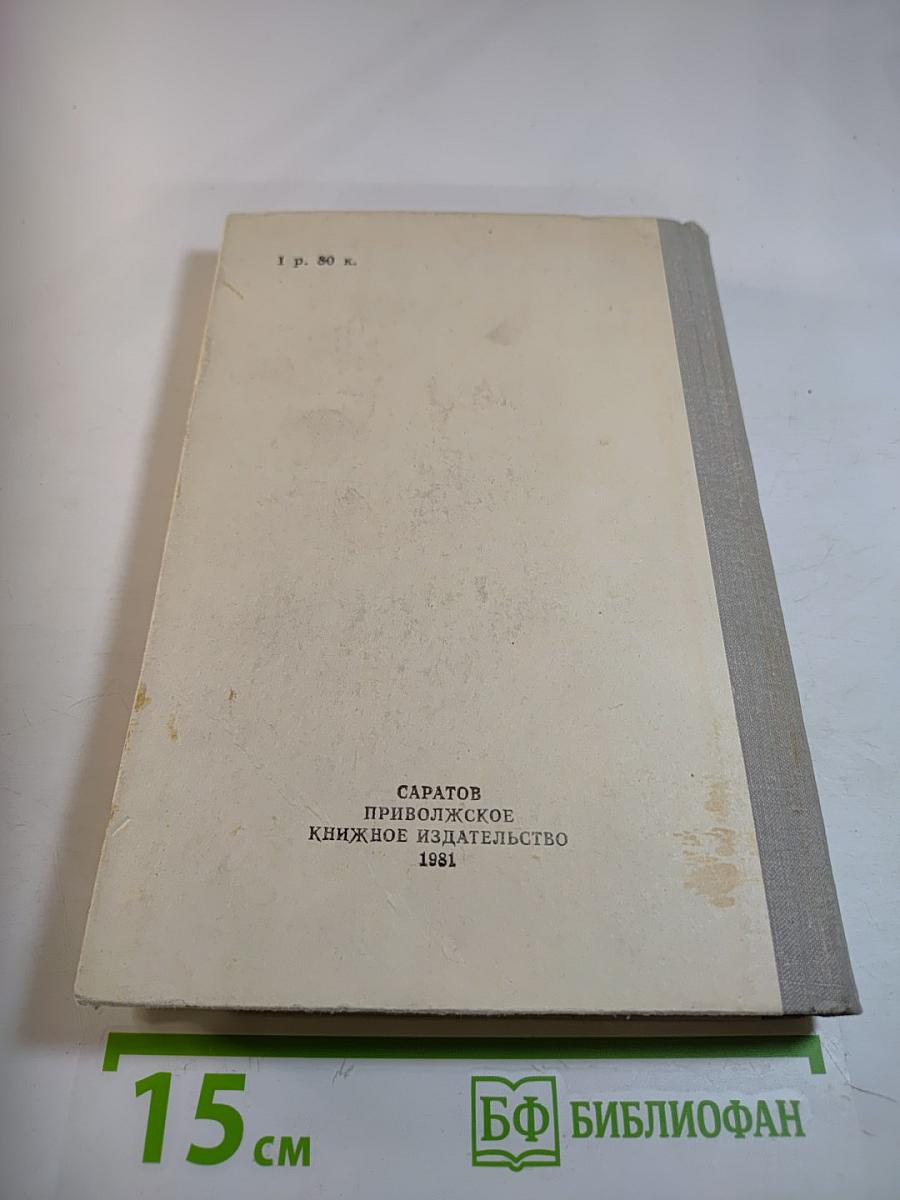 1 р. 80 к.
САРАТОВ
ПРИВОЛЖСКОЕ
КНИЖНОЕ ИЗДАТЕЛЬСТВО
1981
15 см
БФ БИБЛИОФАН